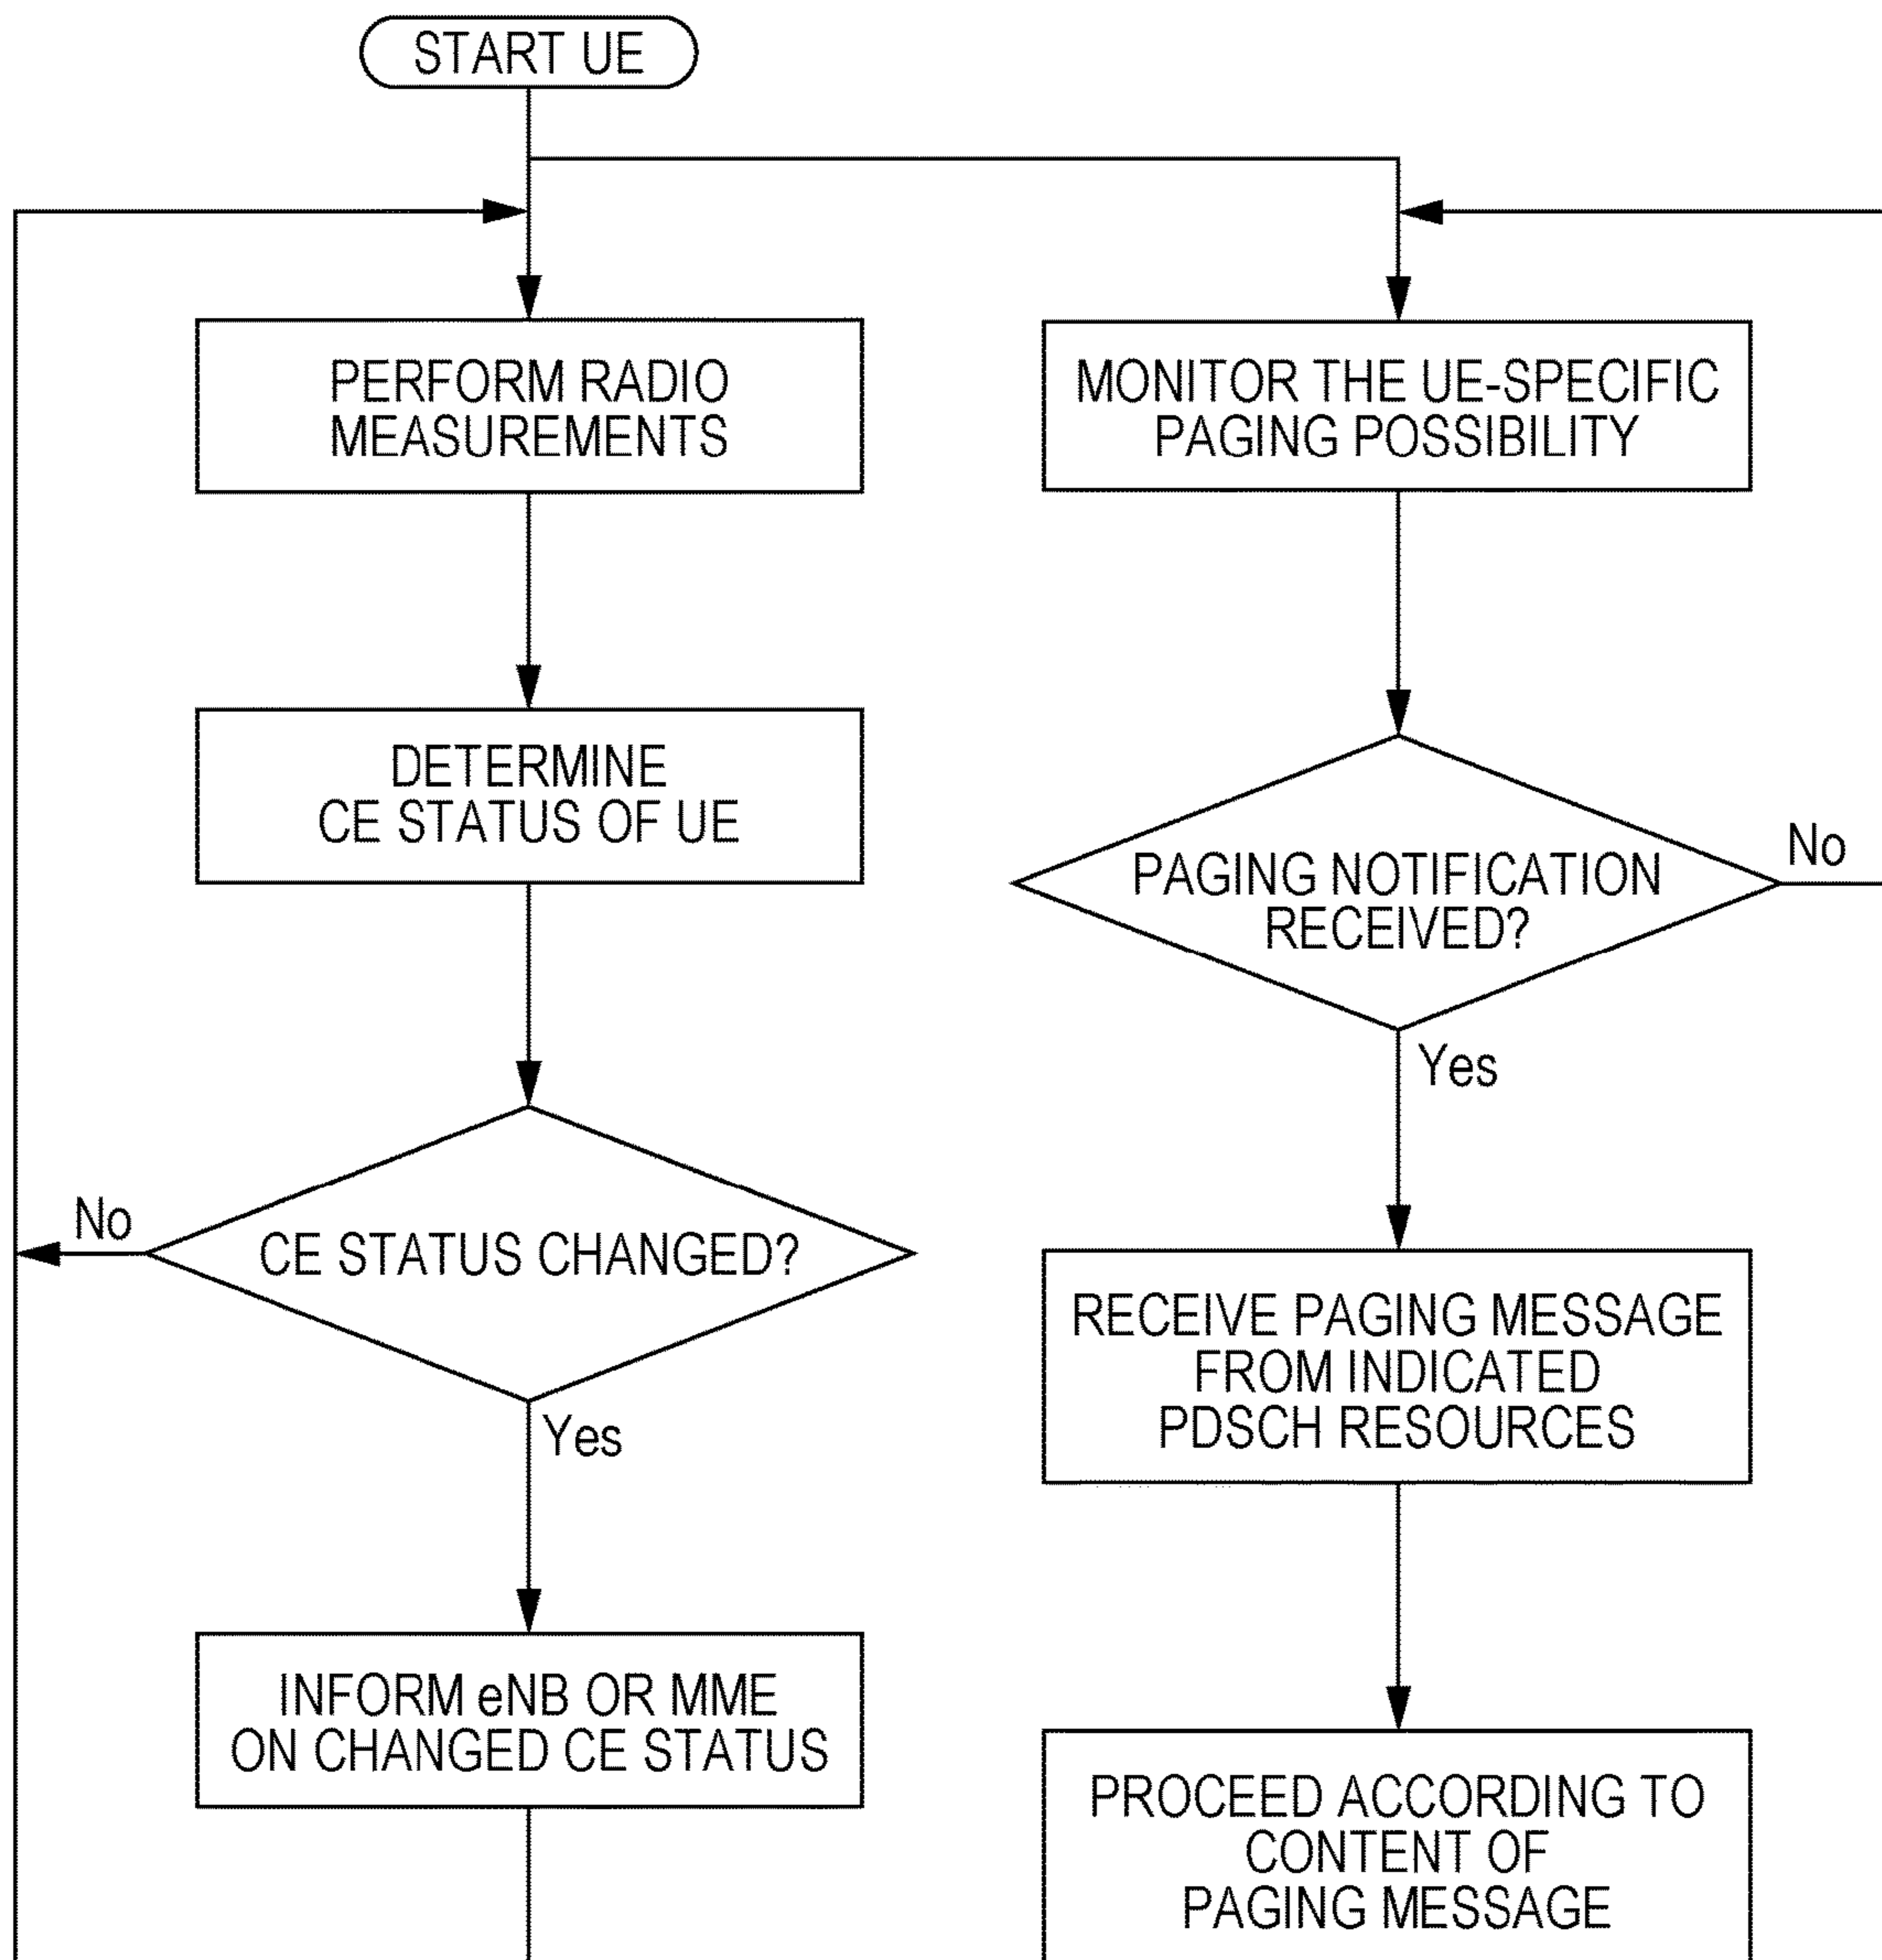 START UE
PERFORM RADIO
MEASUREMENTS
DETERMINE
CE STATUS OF UE
CE STATUS CHANGED?
No
Yes
INFORM eNB OR MME
ON CHANGED CE STATUS
MONITOR THE UE-SPECIFIC
PAGING POSSIBILITY
PAGING NOTIFICATION
RECEIVED?
No
Yes
RECEIVE PAGING MESSAGE
FROM INDICATED
PDSCH RESOURCES
PROCEED ACCORDING TO
CONTENT OF
PAGING MESSAGE